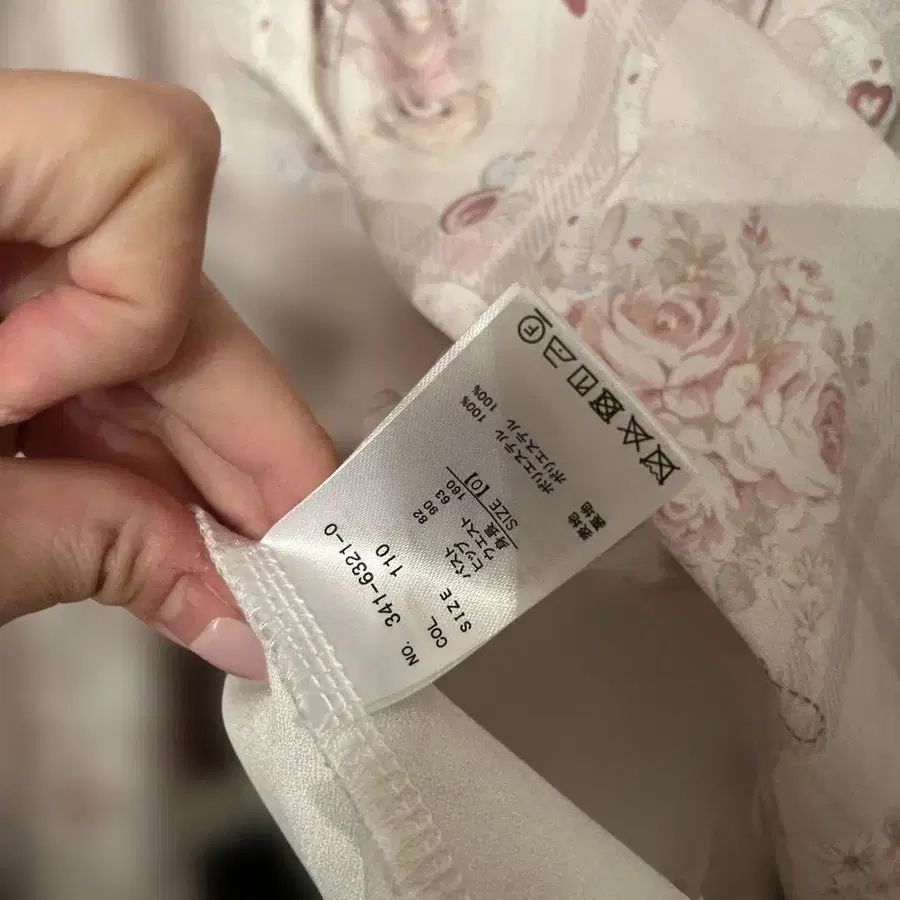 NO. 341-6321-0
COL 110
SIZE
バスト 82
ヒップ 90
ウエスト 63
身長 160
SIZE [0]
表地 ポリエステル 100%
裏地 ポリエステル 100%
F